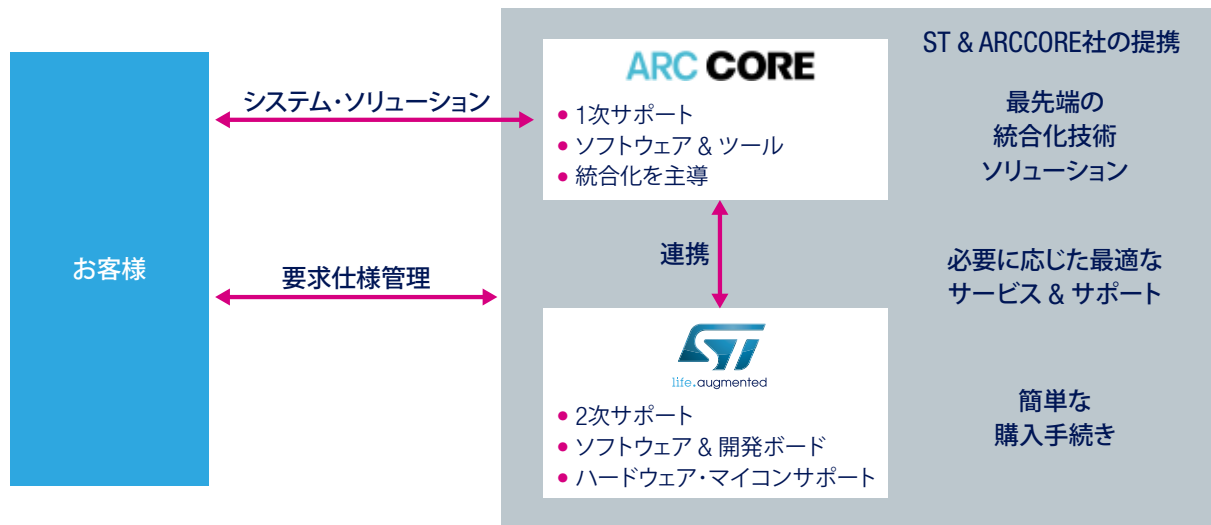 お客様
システム・ソリューション
要求仕様管理
ARC CORE
• 1次サポート
• ソフトウェア & ツール
• 統合化を主導
連携
ST
life.augmented
• 2次サポート
• ソフトウェア & 開発ボード
• ハードウェア・マイコンサポート
ST & ARCCORE社の提携
最先端の
統合化技術
ソリューション
必要に応じた最適な
サービス & サポート
簡単な
購入手続き